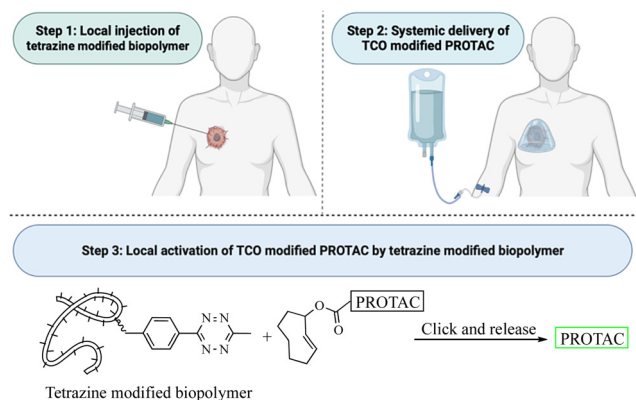 Step 1: Local injection of
tetrazine modified biopolymer
Step 2: Systemic delivery of
TCO modified PROTAC
Step 3: Local activation of TCO modified PROTAC by tetrazine modified biopolymer
N=N
N=N
+
O
O
PROTAC
Click and release
PROTAC
Tetrazine modified biopolymer